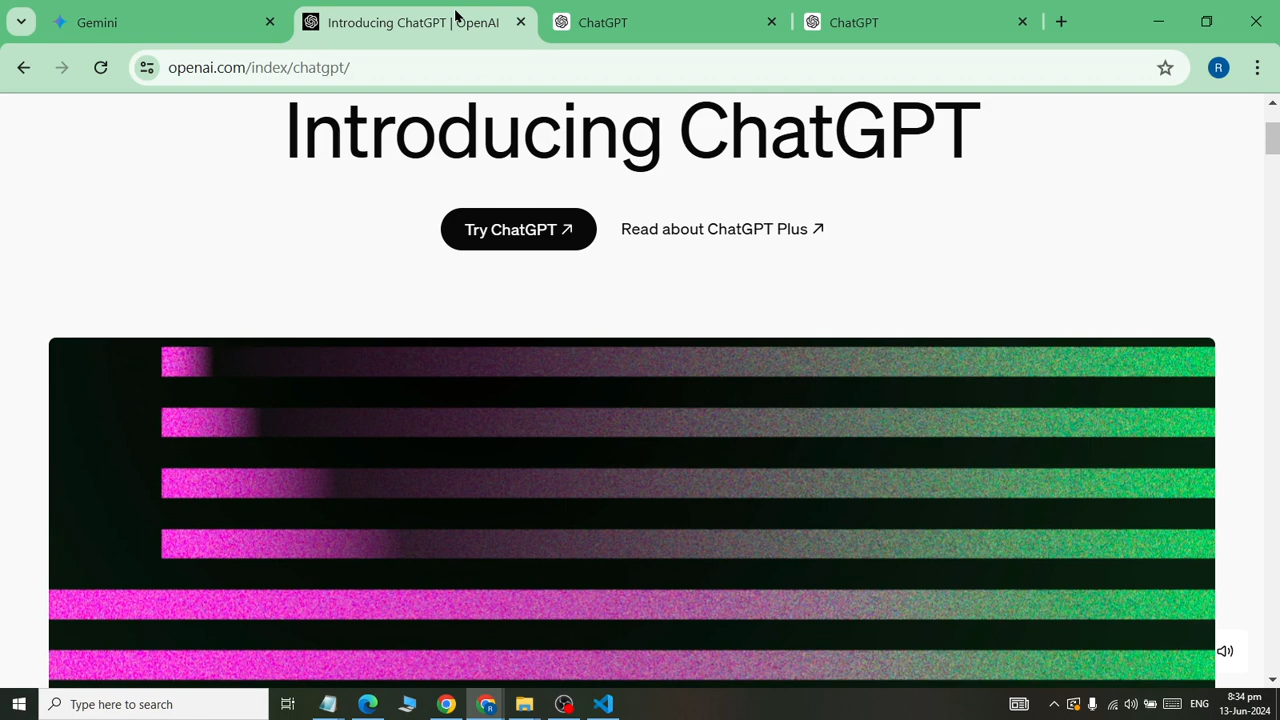 Gemini
Introducing ChatGPT | OpenAI
ChatGPT
ChatGPT
openai.com/index/chatgpt/
R
Introducing ChatGPT
Try ChatGPT ↗
Read about ChatGPT Plus ↗
Type here to search
ENG
8:34 pm
13-Jun-2024